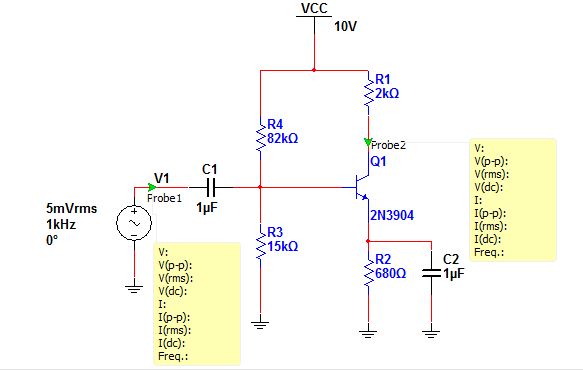 VCC
10V
R1
2kΩ
R4
82kΩ
Probe2
Q1
V:
V(p-p):
V(rms):
V(dc):
I:
I(p-p):
I(rms):
I(dc):
Freq.:
V1
C1
Probe1
1µF
5mVrms
1kHz
0°
2N3904
R3
15kΩ
R2
680Ω
C2
1µF
V:
V(p-p):
V(rms):
V(dc):
I:
I(p-p):
I(rms):
I(dc):
Freq.: